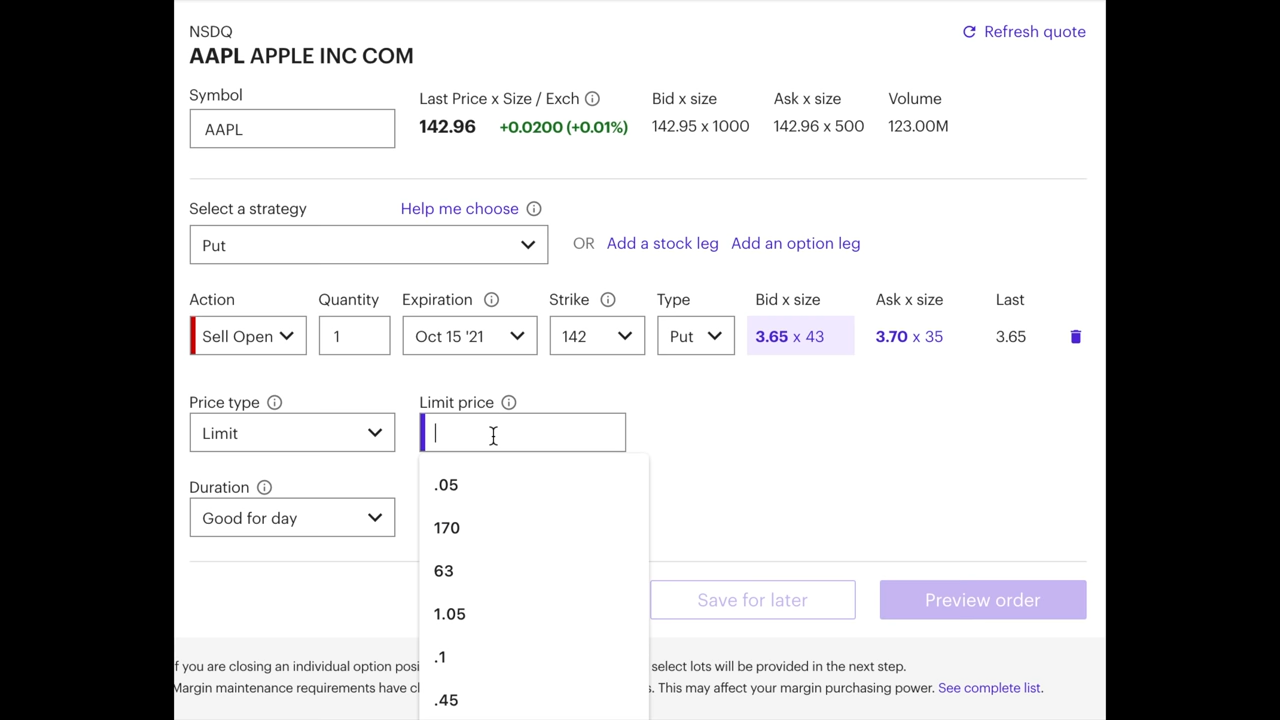 NSDQ
Refresh quote
AAPL APPLE INC COM
Symbol
Last Price x Size / Exch
Bid x size
Ask x size
Volume
AAPL
142.96
+0.0200 (+0.01%)
142.95 x 1000
142.96 x 500
123.00M
Select a strategy
Help me choose
Put
OR
Add a stock leg
Add an option leg
Action
Quantity
Expiration
Strike
Type
Bid x size
Ask x size
Last
Sell Open
1
Oct 15 '21
142
Put
3.65 x 43
3.70 x 35
3.65
Price type
Limit price
Limit
.05
Duration
170
Good for day
63
1.05
Save for later
Preview order
.1
f you are closing an individual option posi
select lots will be provided in the next step.
Margin maintenance requirements have cl
s. This may affect your margin purchasing power. See complete list.
.45